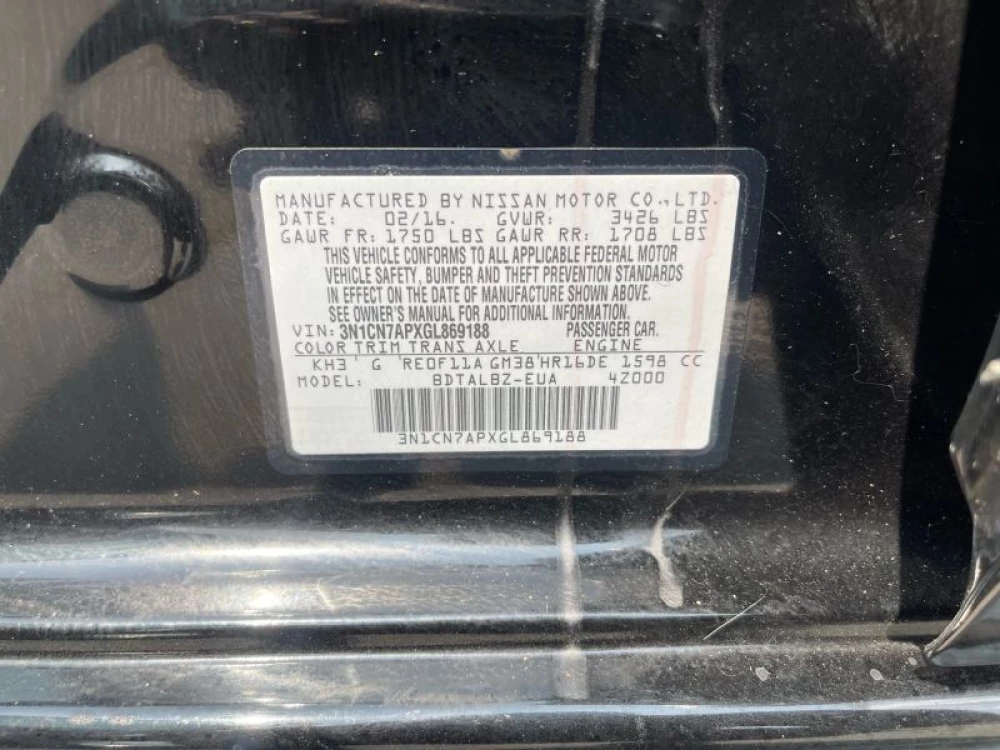 MANUFACTURED BY NISSAN MOTOR CO., LTD.
DATE: 02/16. GVWR: 3426 LBS
GAWR FR: 1750 LBS GAWR RR: 1708 LBS
THIS VEHICLE CONFORMS TO ALL APPLICABLE FEDERAL MOTOR
VEHICLE SAFETY, BUMPER AND THEFT PREVENTION STANDARDS
IN EFFECT ON THE DATE OF MANUFACTURE SHOWN ABOVE.
SEE OWNER'S MANUAL FOR ADDITIONAL INFORMATION.
VIN: 3N1CN7APXGL869188 PASSENGER CAR.
COLOR TRIM TRANS AXLE ENGINE
KH3 G RE0F11A GM38 HR16DE 1598 CC
MODEL: BDTALBZ-EUA 4Z000
3N1CN7APXGL869188